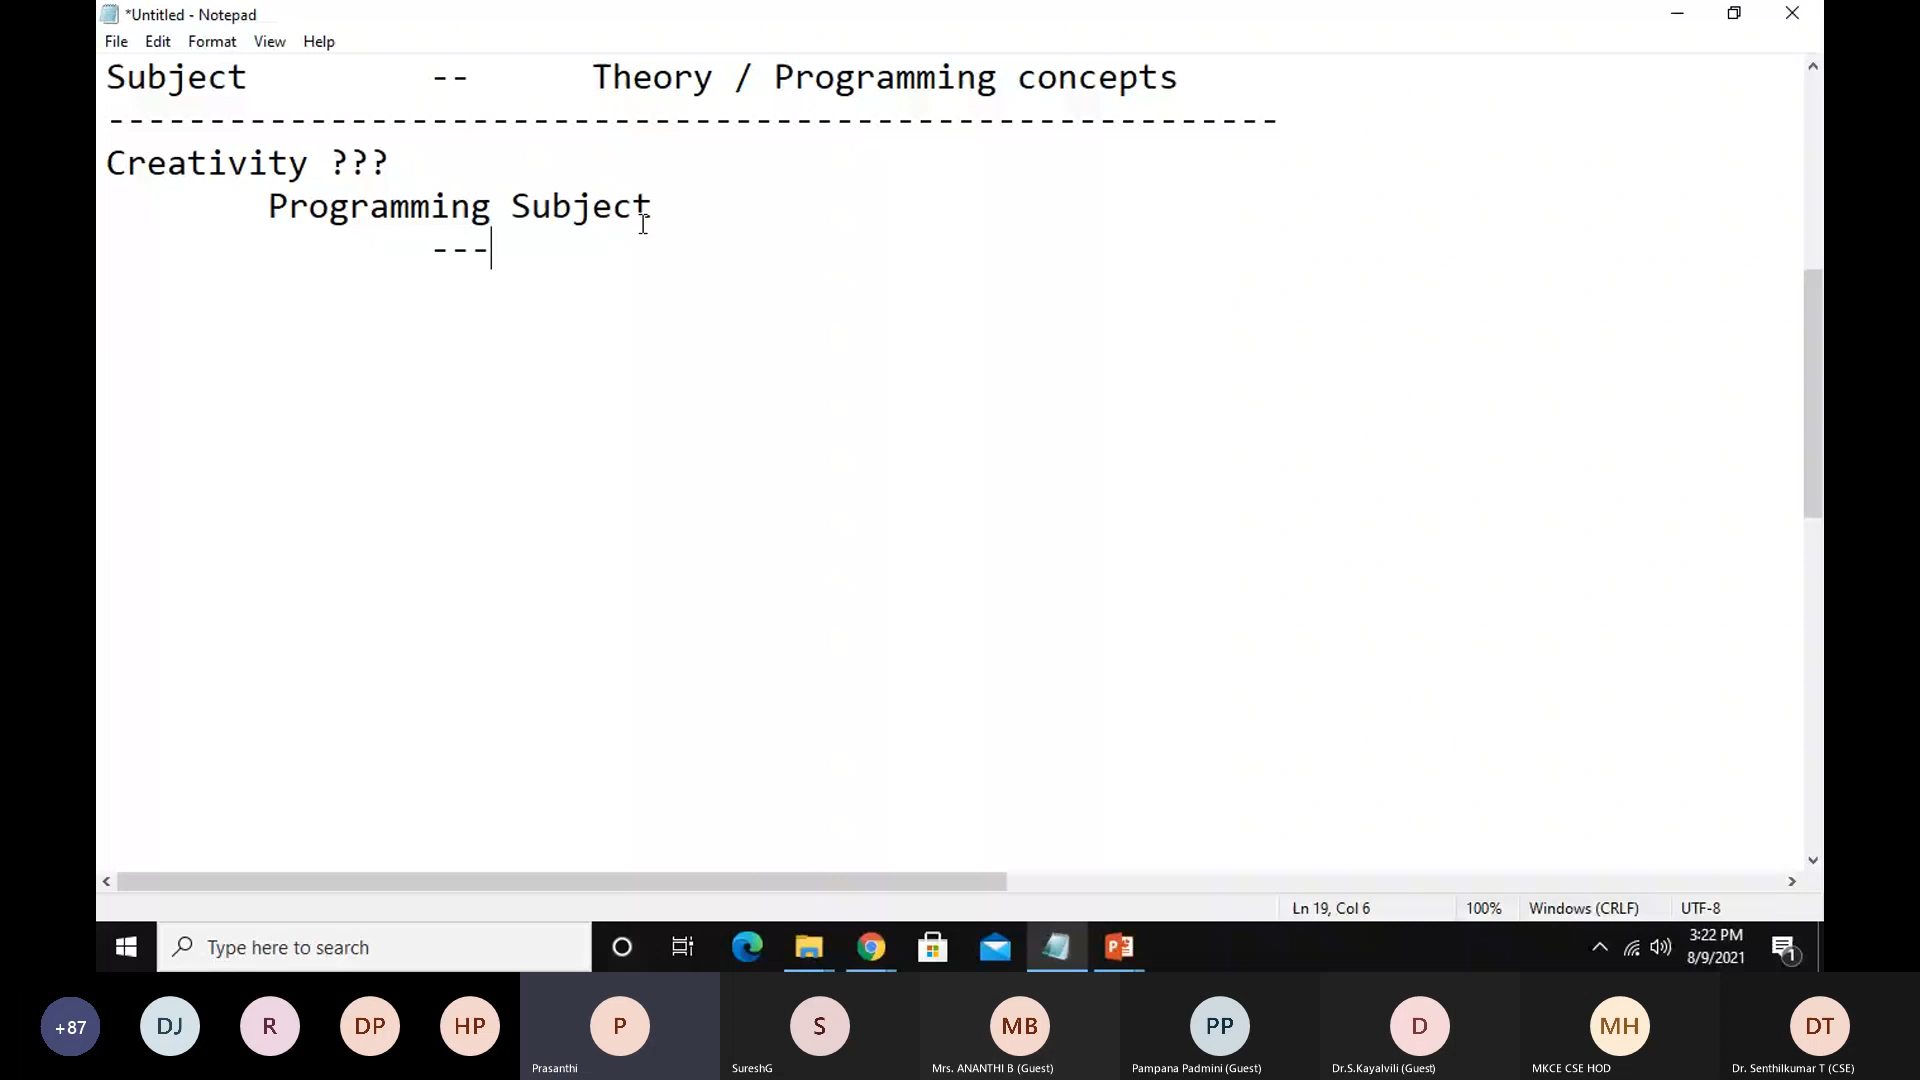 *Untitled - Notepad
File Edit Format View Help
Subject -- Theory / Programming concepts
-----------------------------------------------------------------
Creativity ???
Programming Subject
---
Ln 19, Col 6 100% Windows (CRLF) UTF-8
Type here to search
3:22 PM
8/9/2021
1
+87 DJ R DP HP P S MB PP D MH DT
Prasanthi SureshG Mrs. ANANTHI B (Guest) Pampana Padmini (Guest) Dr.S.Kayalvili (Guest) MKCE CSE HOD Dr. Senthilkumar T (CSE)